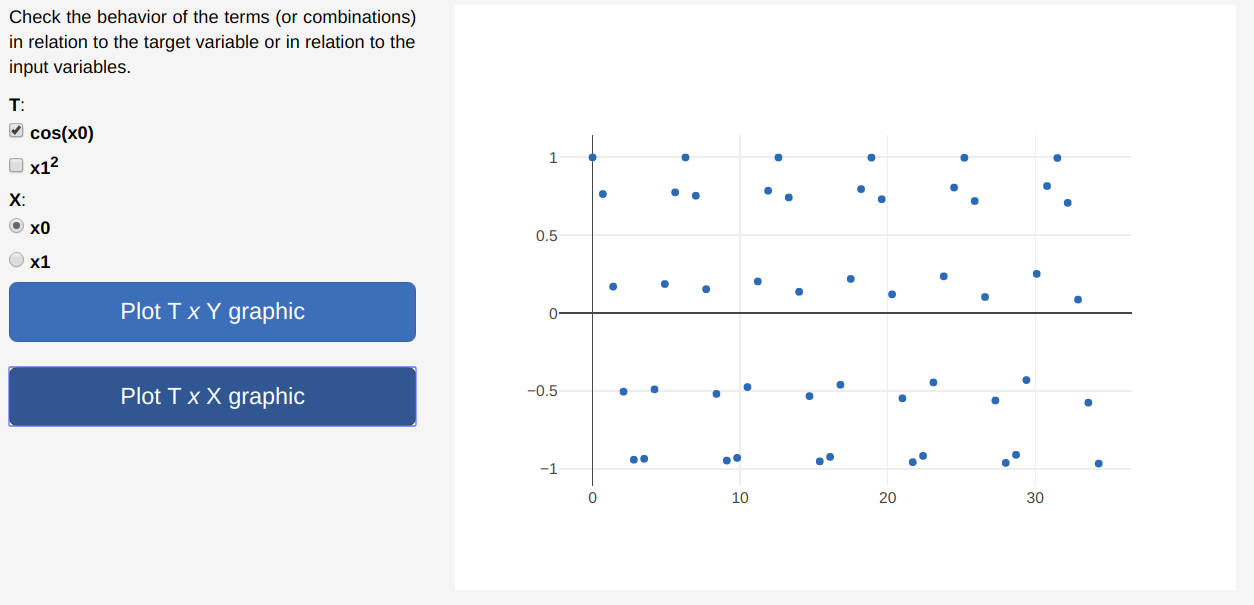 Check the behavior of the terms (or combinations)
in relation to the target variable or in relation to the
input variables.
T:
cos(x0)
x1²
X:
x0
x1
Plot T x Y graphic
Plot T x X graphic
1
0.5
0
−0.5
−1
0 10 20 30